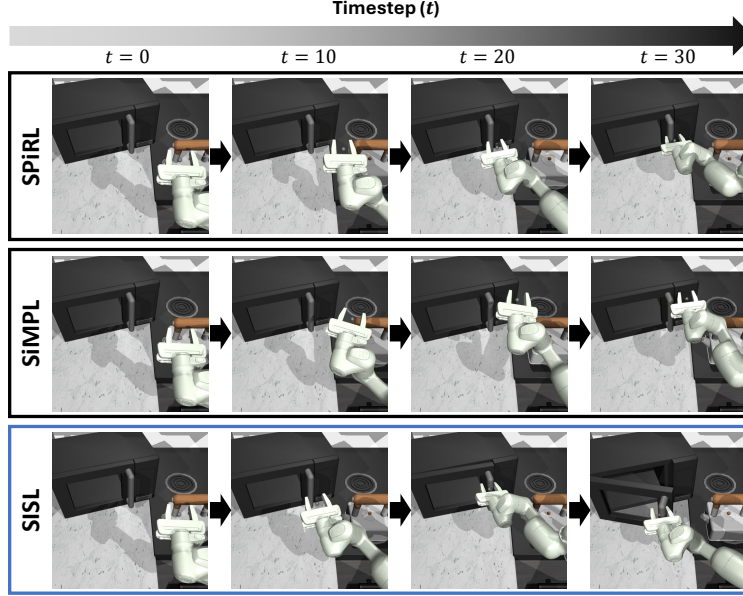 Timestep (t)
t = 0
t = 10
t = 20
t = 30
SPiRL
SiMPL
SISL